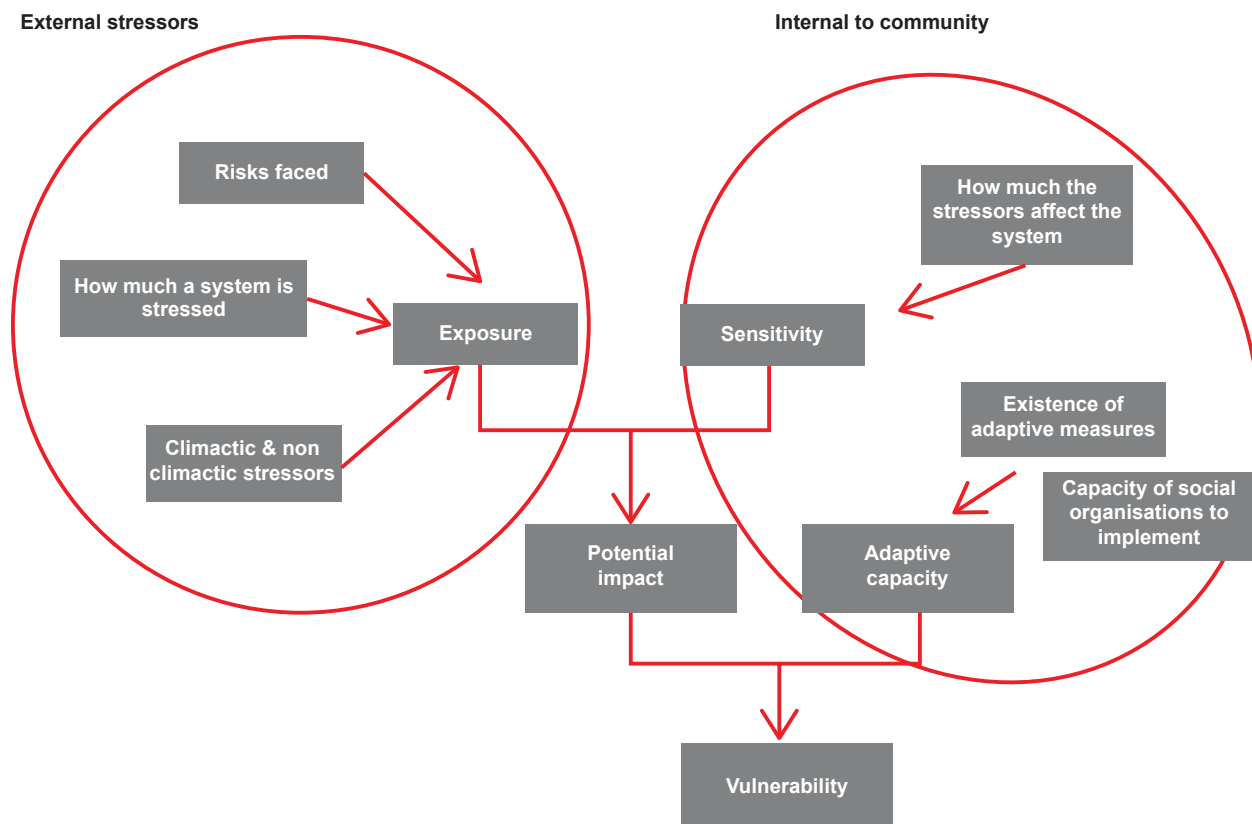 External stressors
Internal to community
Risks faced
How much the
stressors affect the
system
How much a system is
stressed
Exposure
Sensitivity
Existence of
adaptive measures
Climactic & non
climactic stressors
Capacity of social
organisations to
implement
Potential
impact
Adaptive
capacity
Vulnerability